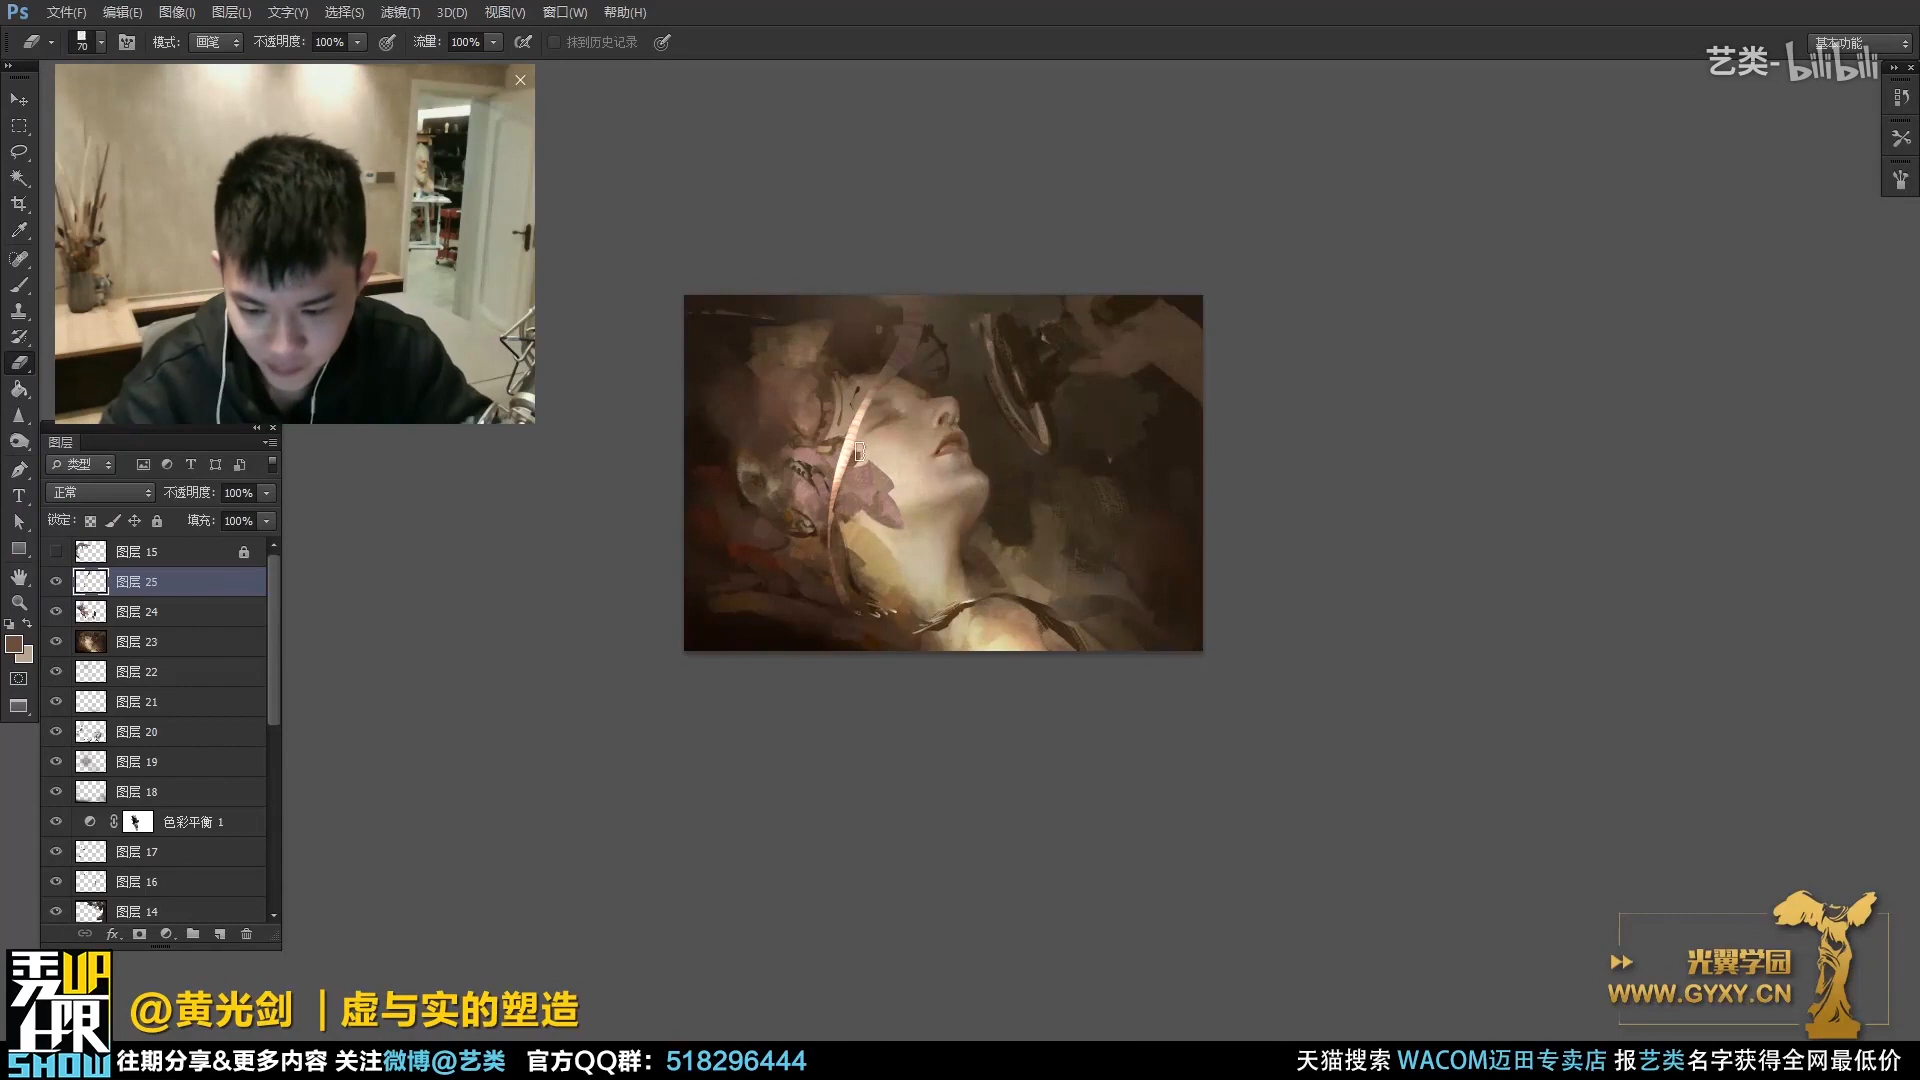 Ps 文件(F) 编辑(E) 图像(I) 图层(L) 文字(Y) 选择(S) 滤镜(T) 3D(D) 视图(V) 窗口(W) 帮助(H)
70 模式: 画笔 不透明度: 100% 流量: 100% 抹到历史记录 基本功能
艺类-bilibili
图层
类型
正常 不透明度: 100%
锁定: 填充: 100%
图层 15
图层 25
图层 24
图层 23
图层 22
图层 21
图层 20
图层 19
图层 18
色彩平衡 1
图层 17
图层 16
图层 14
fx
光翼学园
WWW.GYXY.CN
UP
SHOW
@黄光剑 | 虚与实的塑造
往期分享&更多内容 关注微博@艺类 官方QQ群: 518296444
天猫搜索 WACOM迈田专卖店 报艺类名字获得全网最低价